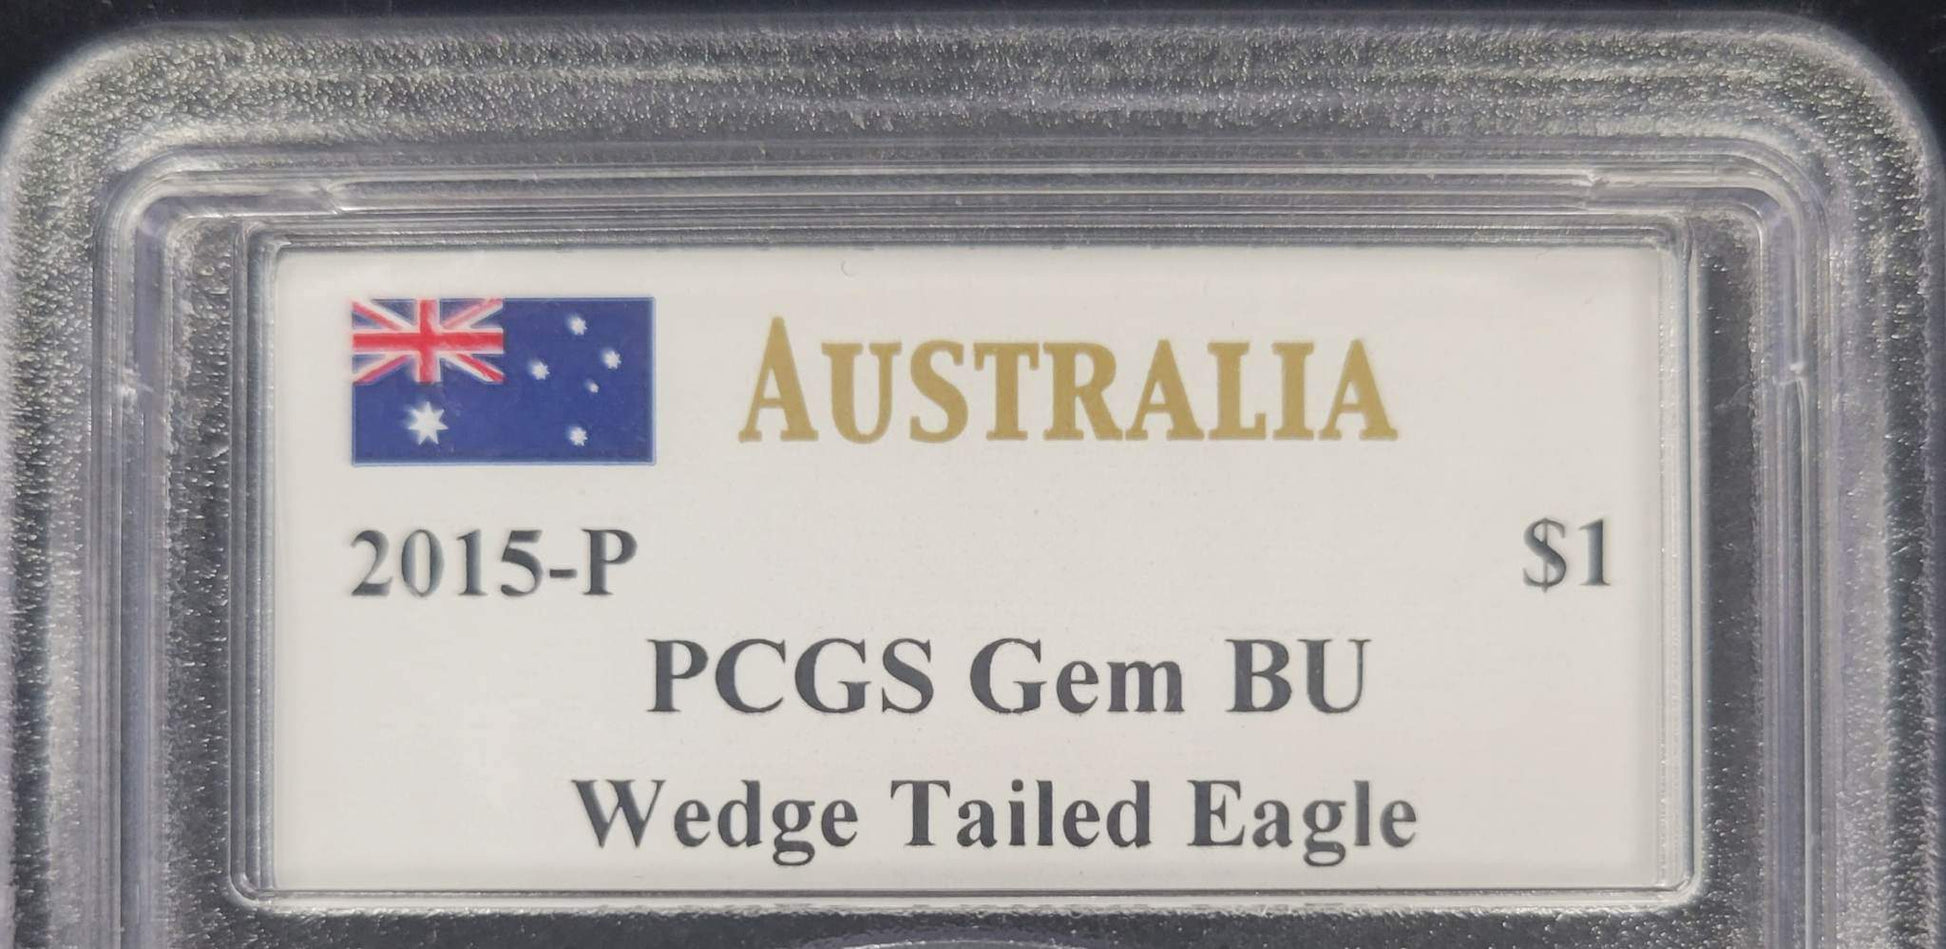 AUSTRALIA
2015-P $1
PCGS Gem BU
Wedge Tailed Eagle